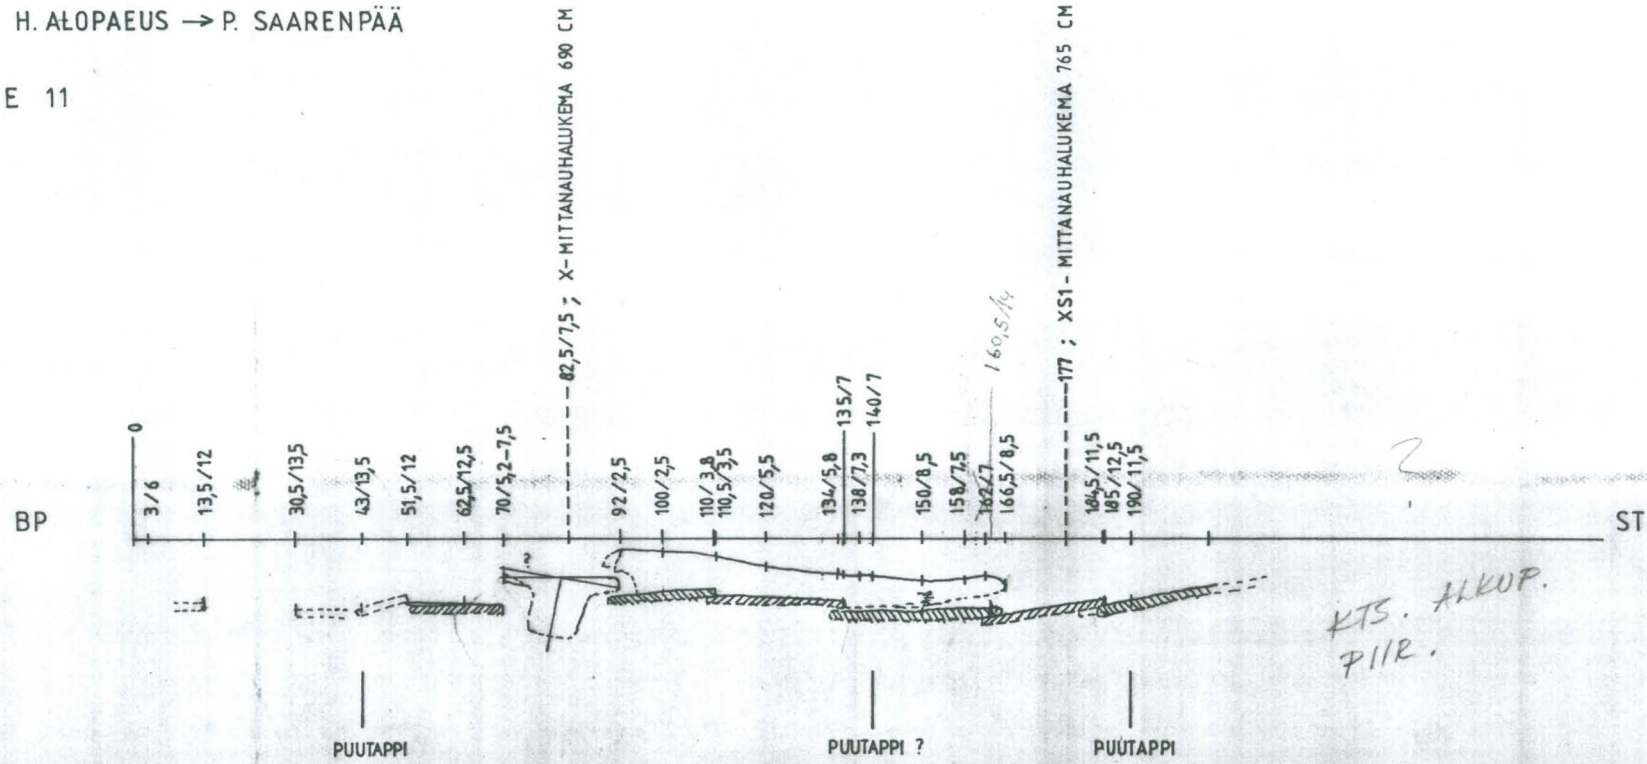 H. ALOPAEUS → P. SAARENPÄÄ
E 11
82,5/7,5 ; X-MITTANAUHALUKEMA 690 CM
177 ; XS1 - MITTANAUHALUKEMA 765 CM
160,5/14
135/7
140/7
0
3/6
13,5/12
30,5/13,5
43/13,5
51,5/12
62,5/12,5
70/5,2-7,5
92/2,5
100/2,5
110/3,8
110,5/3,5
120/5,5
134/5,8
138/7,3
150/8,5
158/7,5
162/7
166,5/8,5
184,5/11,5
185/12,5
190/11,5
BP
ST
?
?
KTS. ALKUP.
PIIR.
PUUTAPPI
PUUTAPPI ?
PUUTAPPI